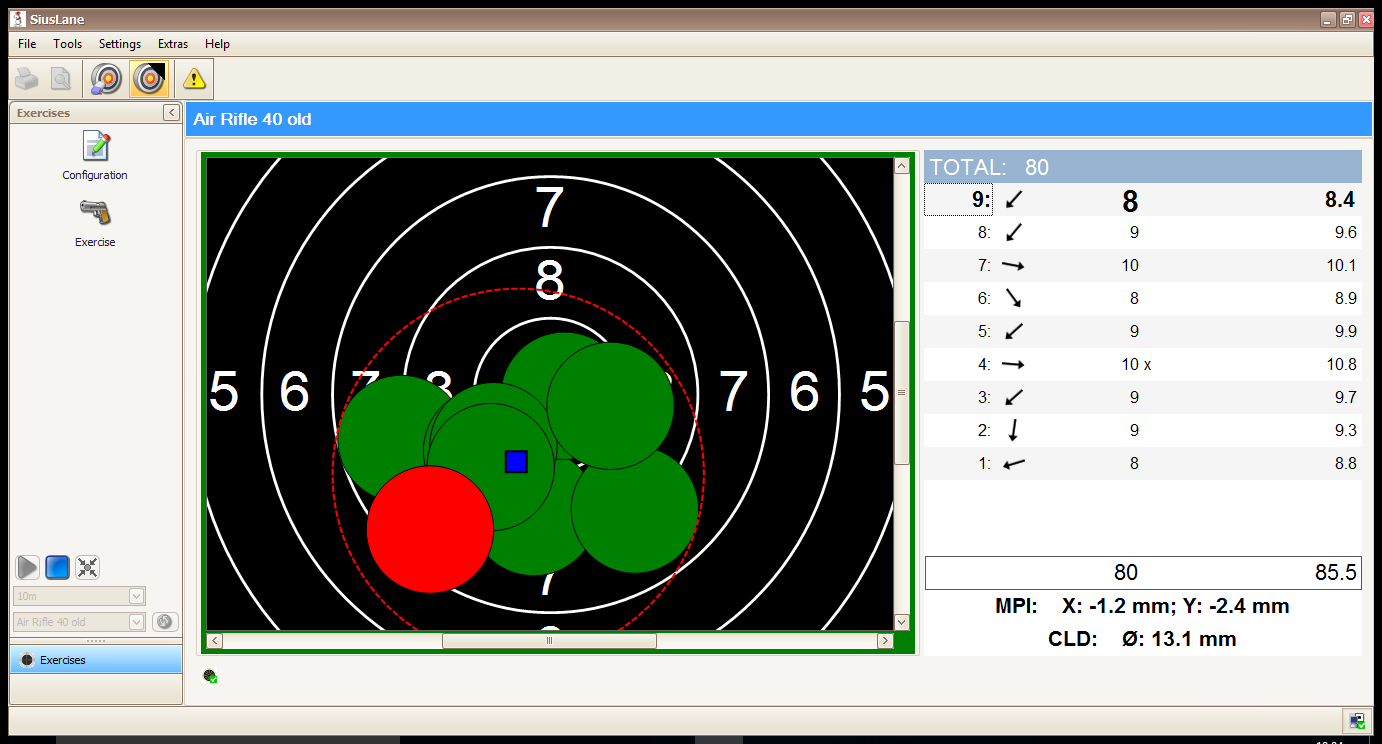 SiusLane
File Tools Settings Extras Help
Exercises
Configuration
Exercise
10m
Air Rifle 40 old
Exercises
Air Rifle 40 old
7
8
5 6 7 8 7 6 5
7
TOTAL: 80
9: 8 8.4
8: 9 9.6
7: 10 10.1
6: 8 8.9
5: 9 9.9
4: 10 x 10.8
3: 9 9.7
2: 9 9.3
1: 8 8.8
80 85.5
MPI: X: -1.2 mm; Y: -2.4 mm
CLD: Ø: 13.1 mm